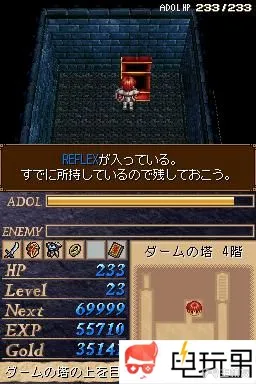 ADOL HP 233/233
REFLEXが入っている。
すでに所持しているので残しておこう。
ADOL
ENEMY
ダームの塔 4階
HP 233
Level 23
Next 69999
EXP 55710
Gold 3514
ダームの塔の上を目
电玩男